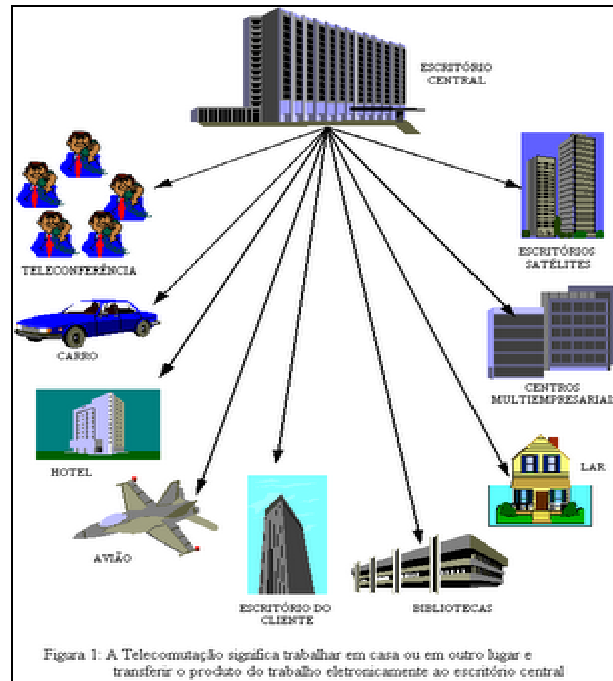 ESCRITÓRIO
CENTRAL
TELECONFERÊNCIA
ESCRITÓRIOS
SATÉLITES
CARRO
CENTROS
MULTIEMPRESARIAL
HOTEL
LAR
AVIÃO
ESCRITÓRIO DO
CLIENTE
BIBLIOTECAS
Figura 1: A Telecomutação significa trabalhar em casa ou em outro lugar e
transferir o produto do trabalho eletronicamente ao escritório central